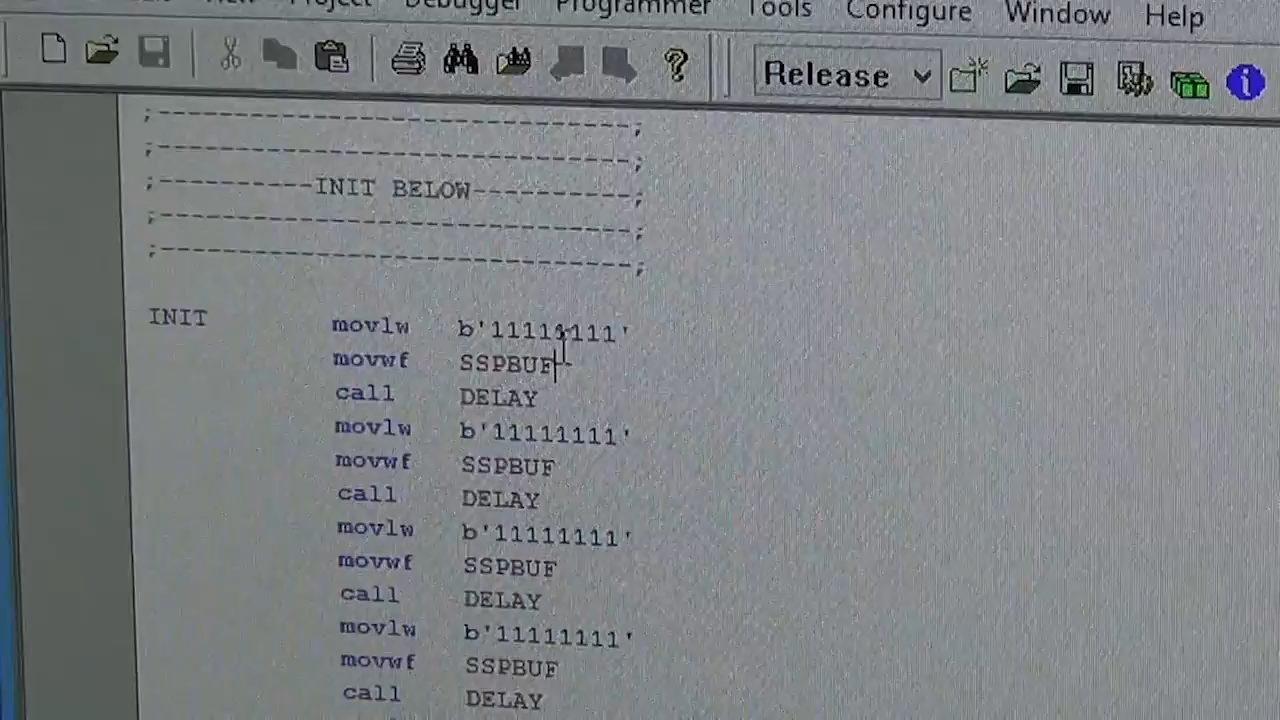 Project Debugger Programmer Tools Configure Window Help
Release
;-------------------------------;
;-------------------------------;
;----------INIT BELOW----------;
;-------------------------------;
;-------------------------------;
INIT movlw b'11111111'
movwf SSPBUF
call DELAY
movlw b'11111111'
movwf SSPBUF
call DELAY
movlw b'11111111'
movwf SSPBUF
call DELAY
movlw b'11111111'
movwf SSPBUF
call DELAY